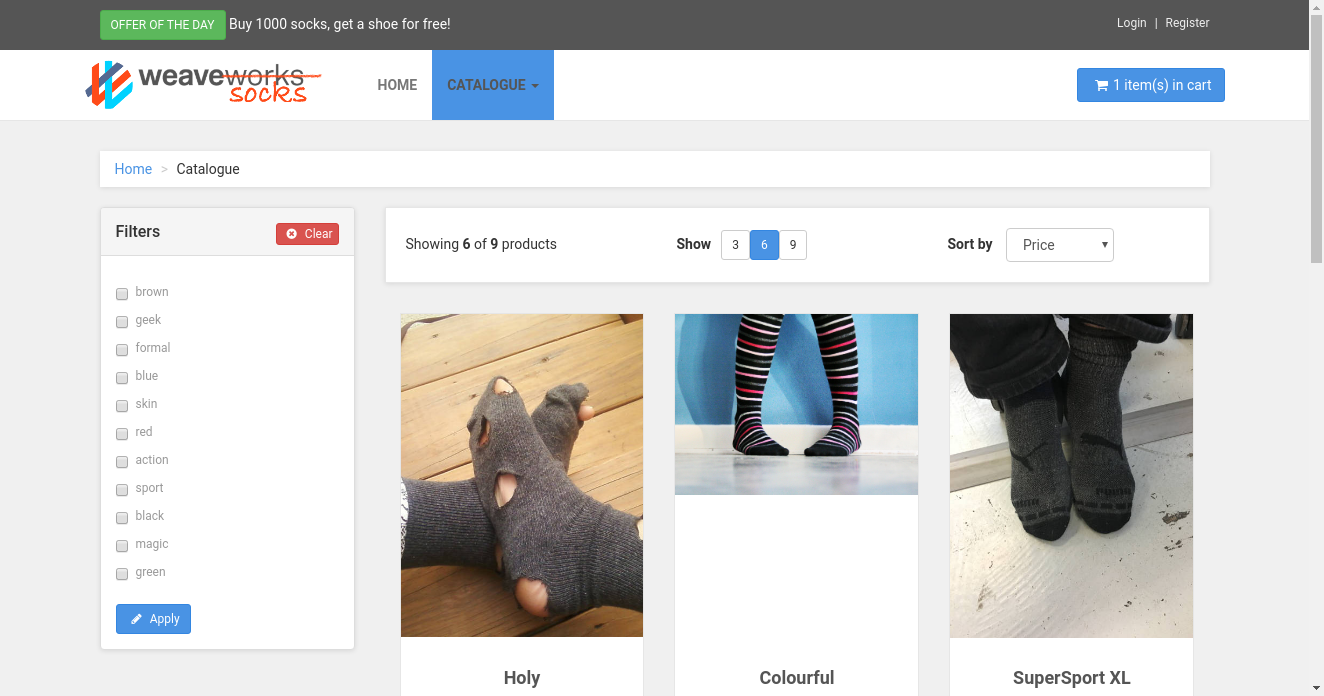 OFFER OF THE DAY Buy 1000 socks, get a shoe for free!
Login | Register
weaveworks
socks
HOME
CATALOGUE
1 item(s) in cart
Home > Catalogue
Filters
Clear
brown
geek
formal
blue
skin
red
action
sport
black
magic
green
Apply
Showing 6 of 9 products
Show 3 6 9
Sort by Price
Holy
Colourful
SuperSport XL